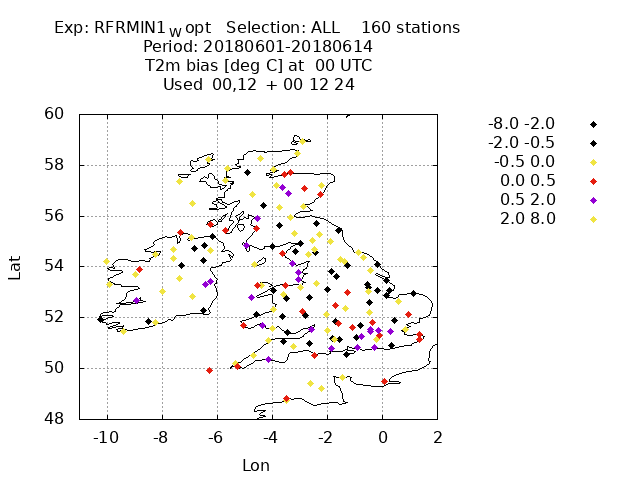 Exp: RFRMIN1 W opt Selection: ALL 160 stations
Period: 20180601-20180614
T2m bias [deg C] at 00 UTC
Used 00,12 + 00 12 24
-8.0 -2.0
-2.0 -0.5
-0.5 0.0
0.0 0.5
0.5 2.0
2.0 8.0
60
58
56
54
52
50
48
Lat
-10 -8 -6 -4 -2 0 2
Lon